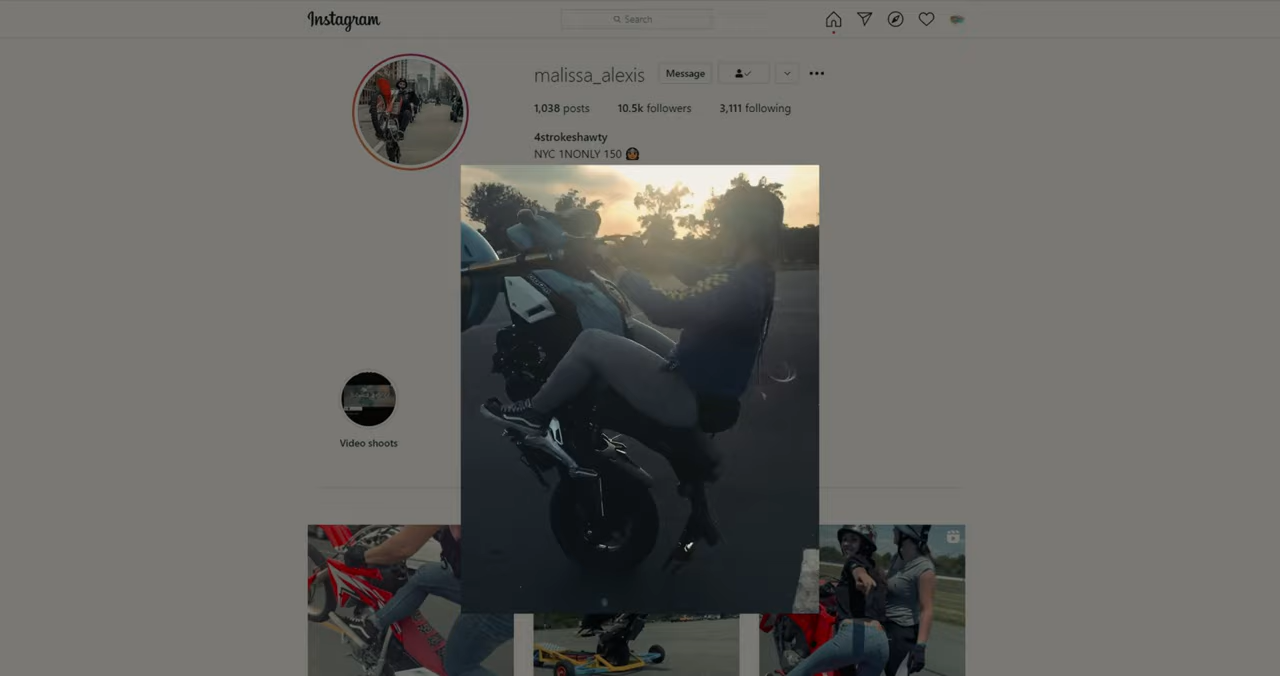 Instagram
Search
malissa_alexis Message
1,038 posts 10.5k followers 3,111 following
4strokeshawty
NYC 1NONLY 150
Video shoots